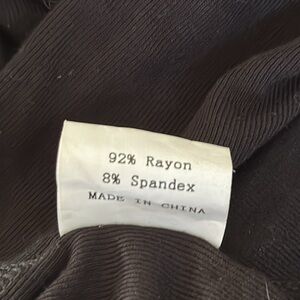 92% Rayon
8% Spandex
MADE IN CHINA